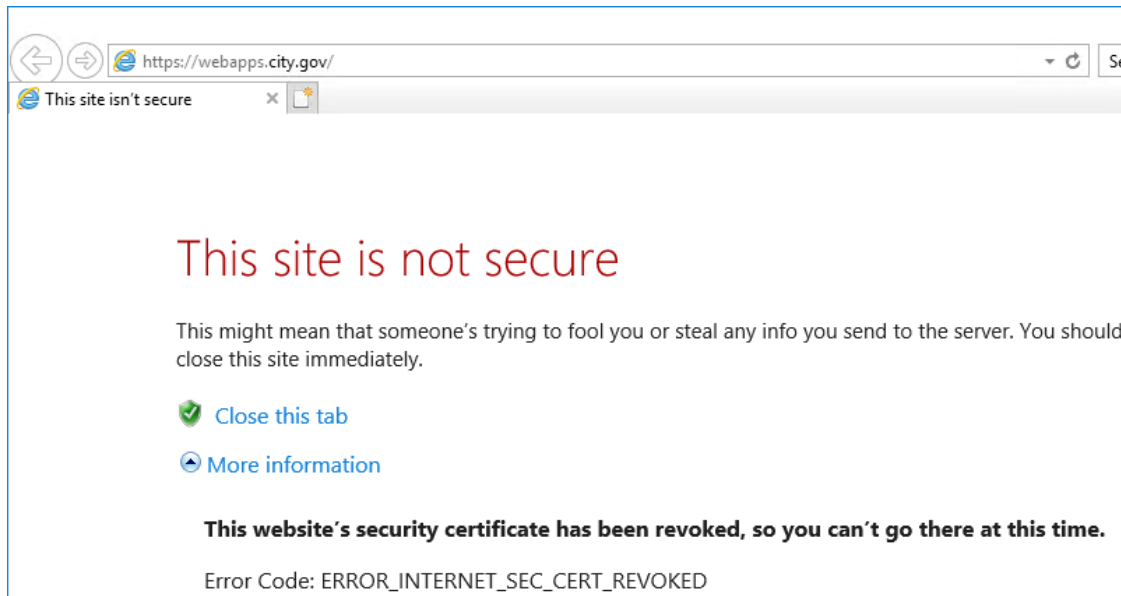 https://webapps.city.gov/
Se
This site isn't secure
This site is not secure
This might mean that someone's trying to fool you or steal any info you send to the server. You should
close this site immediately.
Close this tab
More information
This website's security certificate has been revoked, so you can't go there at this time.
Error Code: ERROR_INTERNET_SEC_CERT_REVOKED